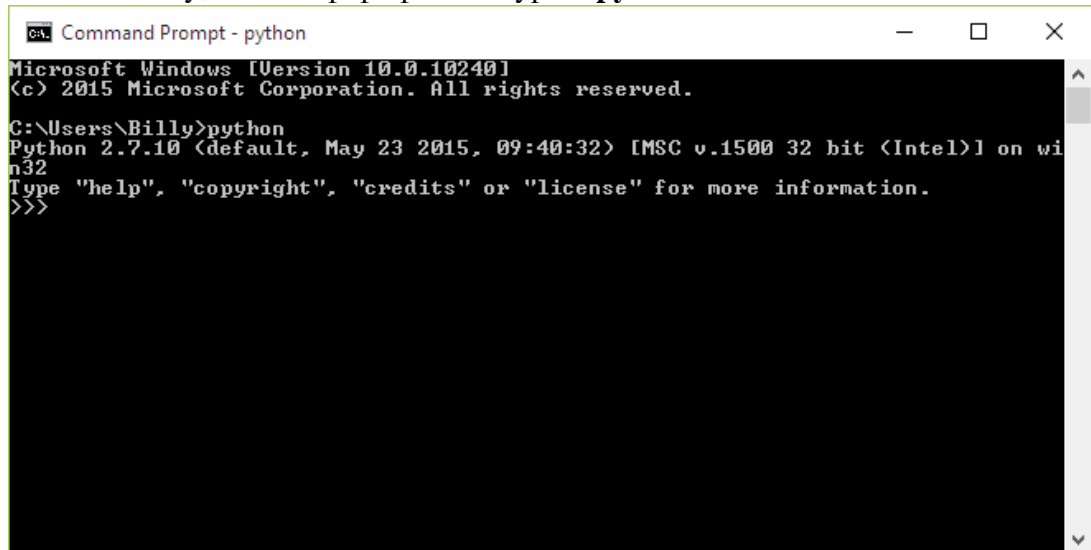 Command Prompt - python
Microsoft Windows [Version 10.0.10240]
(c) 2015 Microsoft Corporation. All rights reserved.
C:\Users\Billy>python
Python 2.7.10 (default, May 23 2015, 09:40:32) [MSC v.1500 32 bit (Intel)] on wi
n32
Type "help", "copyright", "credits" or "license" for more information.
>>>